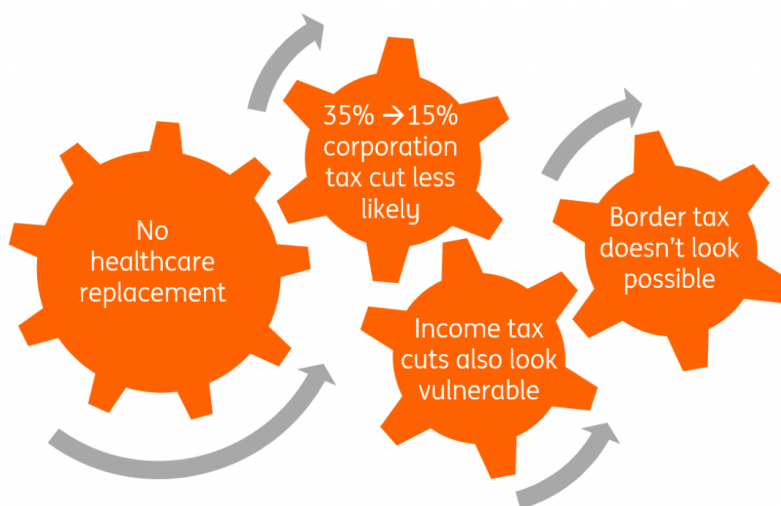 No
healthcare
replacement
35% →15%
corporation
tax cut less
likely
Income tax
cuts also look
vulnerable
Border tax
doesn't look
possible